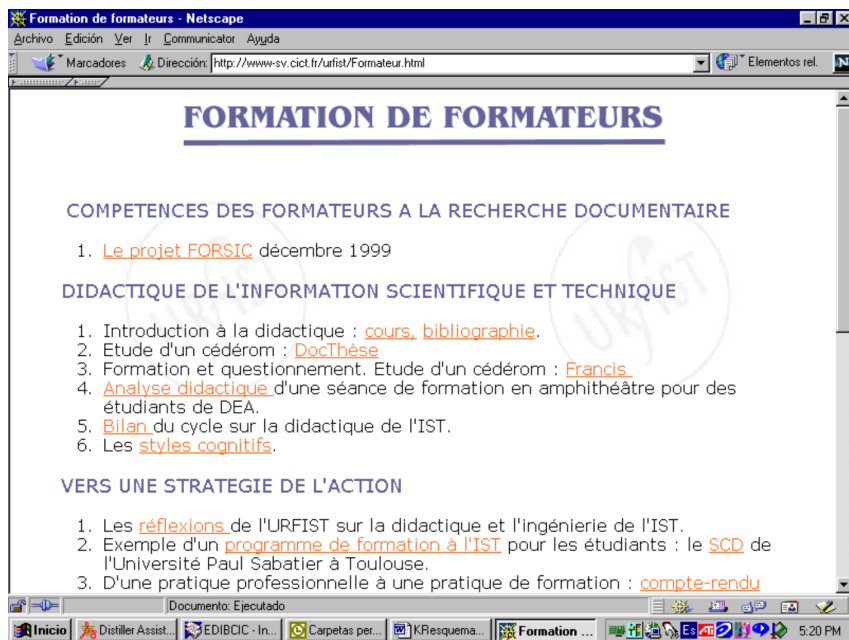 Formation de formateurs - Netscape
Archivo Edición Ver Ir Communicator Ayuda
Marcadores Dirección: http://www-sv.cict.fr/urfist/Formateur.html Elementos rel.
FORMATION DE FORMATEURS
COMPETENCES DES FORMATEURS A LA RECHERCHE DOCUMENTAIRE
1. Le projet FORSIC décembre 1999
DIDACTIQUE DE L'INFORMATION SCIENTIFIQUE ET TECHNIQUE
1. Introduction à la didactique : cours, bibliographie.
2. Etude d'un cédérom : DocThèse
3. Formation et questionnement. Etude d'un cédérom : Francis
4. Analyse didactique d'une séance de formation en amphithéâtre pour des
étudiants de DEA.
5. Bilan du cycle sur la didactique de l'IST.
6. Les styles cognitifs.
VERS UNE STRATEGIE DE L'ACTION
1. Les réflexions de l'URFIST sur la didactique et l'ingénierie de l'IST.
2. Exemple d'un programme de formation à l'IST pour les étudiants : le SCD de
l'Université Paul Sabatier à Toulouse.
3. D'une pratique professionnelle à une pratique de formation : compte-rendu
URFIST
URFIST
Documento: Ejecutado
Inicio Distiller Assist... EDIBCIC - In... Carpetas per... KResquema... Formation ... Es 5:20 PM